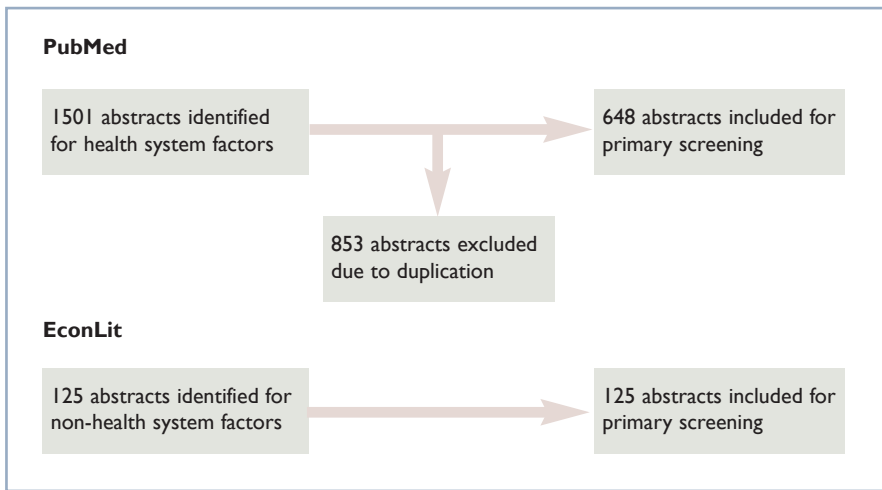 PubMed
1501 abstracts identified
for health system factors
648 abstracts included for
primary screening
853 abstracts excluded
due to duplication
EconLit
125 abstracts identified for
non-health system factors
125 abstracts included for
primary screening